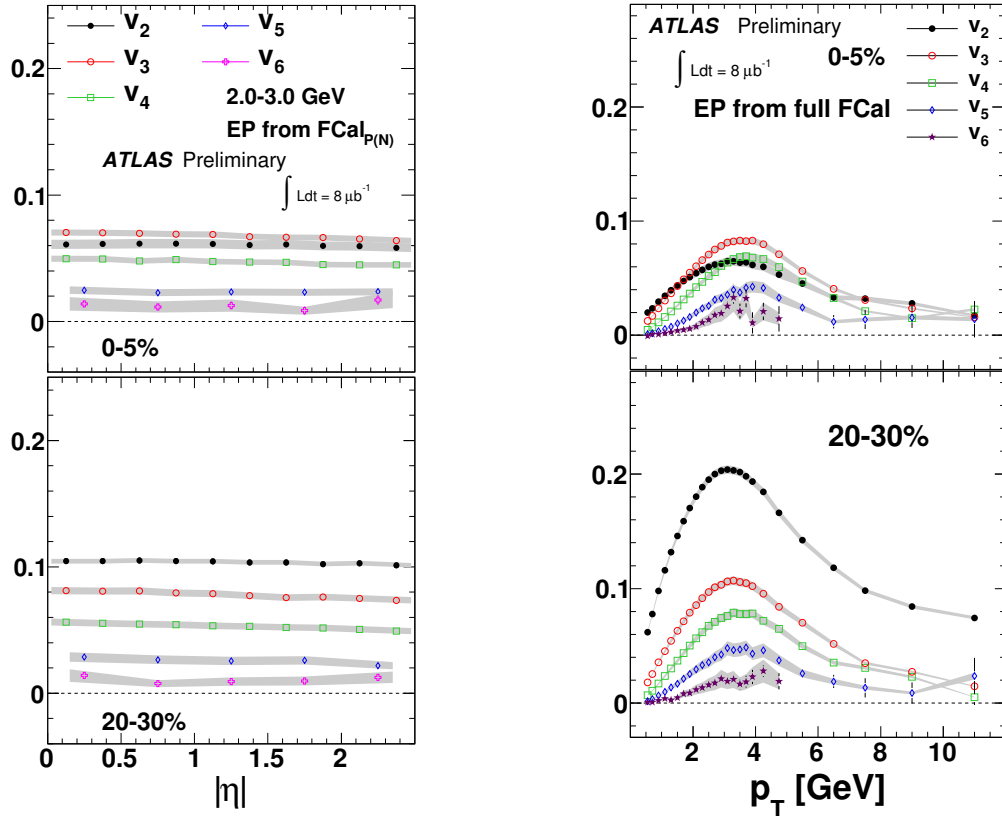 v2 v5
v3 v6
v4
2.0-3.0 GeV
EP from FCalP(N)
ATLAS Preliminary
∫ Ldt = 8 μb-1
0.2
0.1
0
0-5%
0.2
0.1
0
20-30%
0 0.5 1 1.5 2
|η|
ATLAS Preliminary
∫ Ldt = 8 μb-1
0-5%
EP from full FCal
v2
v3
v4
v5
v6
0.2
0.1
0
20-30%
0.2
0.1
0
2 4 6 8 10
pT [GeV]